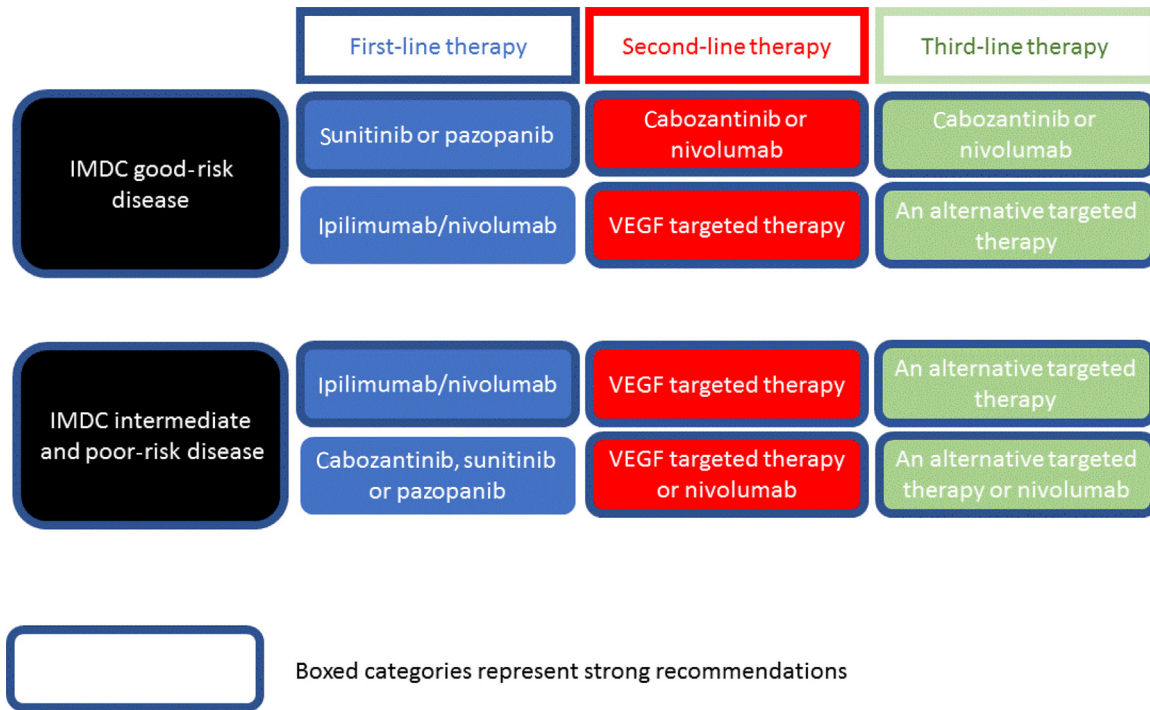 First-line therapy
Second-line therapy
Third-line therapy
IMDC good-risk
disease
Sunitinib or pazopanib
Cabozantinib or
nivolumab
Cabozantinib or
nivolumab
Ipilimumab/nivolumab
VEGF targeted therapy
An alternative targeted
therapy
IMDC intermediate
and poor-risk disease
Ipilimumab/nivolumab
VEGF targeted therapy
An alternative targeted
therapy
Cabozantinib, sunitinib
or pazopanib
VEGF targeted therapy
or nivolumab
An alternative targeted
therapy or nivolumab
Boxed categories represent strong recommendations